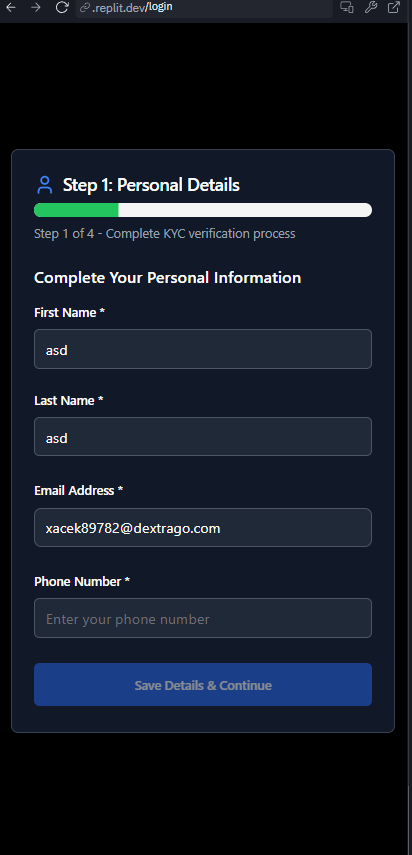 .replit.dev/login
Step 1: Personal Details
Step 1 of 4 - Complete KYC verification process
Complete Your Personal Information
First Name *
asd
Last Name *
asd
Email Address *
xacek89782@dextrago.com
Phone Number *
Enter your phone number
Save Details & Continue